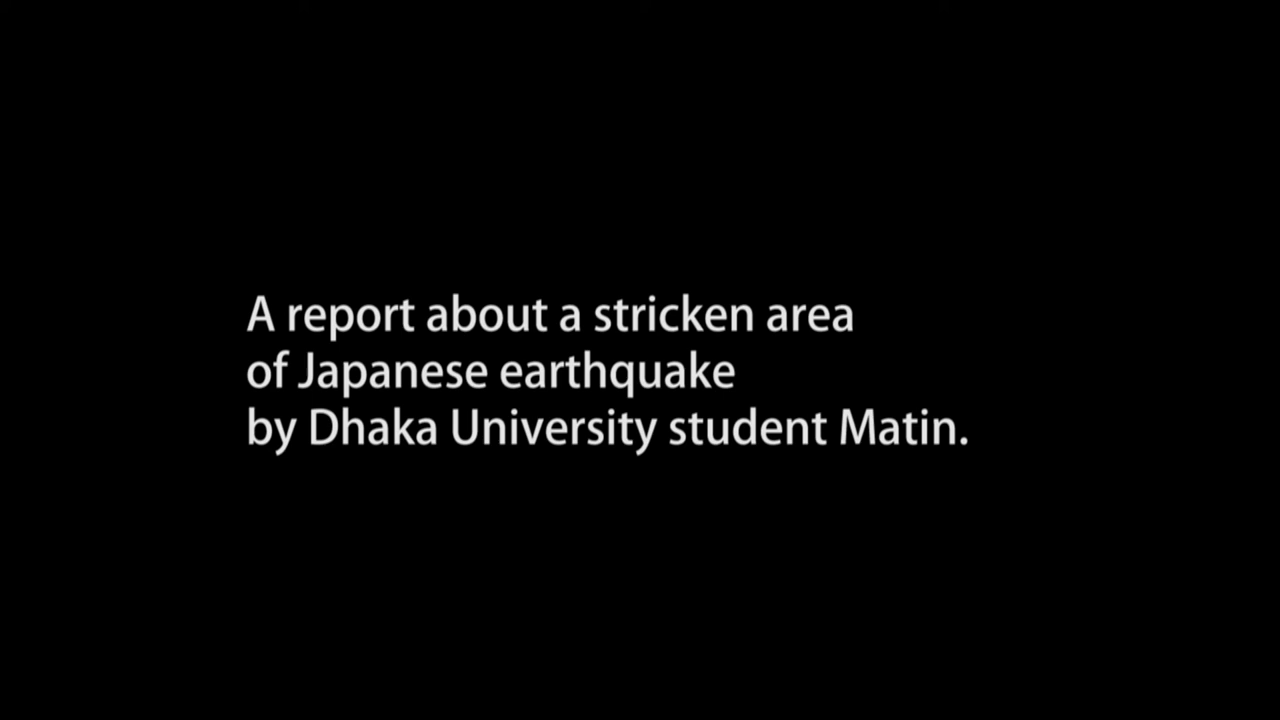 A report about a stricken area
of Japanese earthquake
by Dhaka University student Matin.